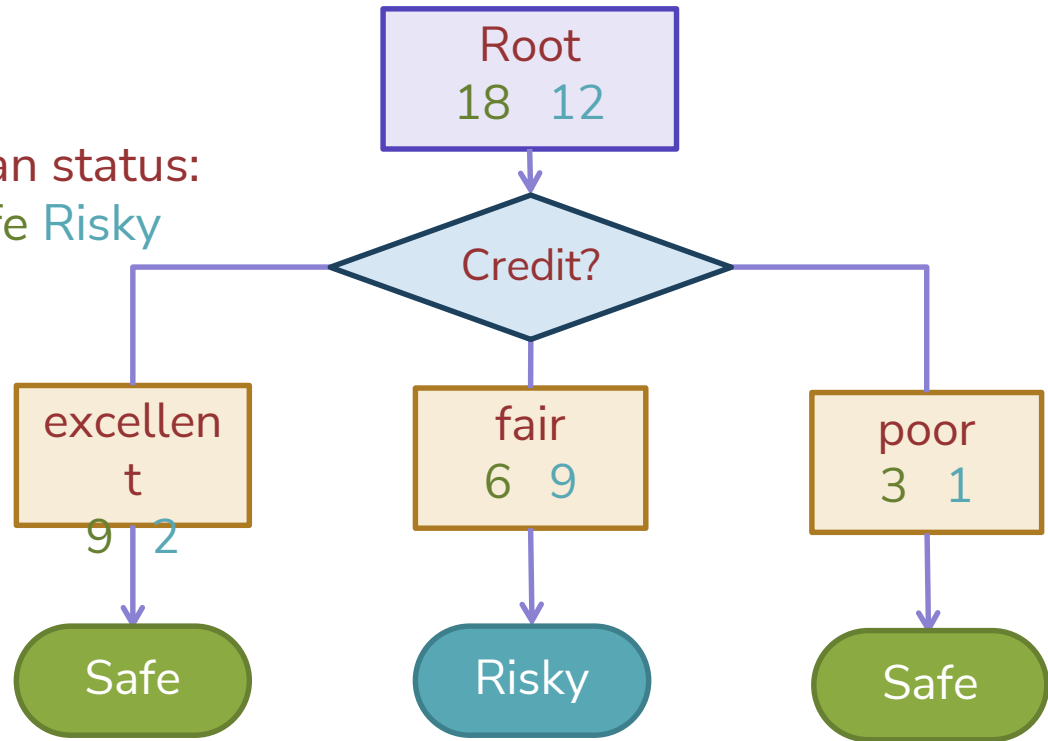 Root
18 12
an status:
fe Risky
Credit?
excellen
t
9 2
fair
6 9
poor
3 1
Safe
Risky
Safe